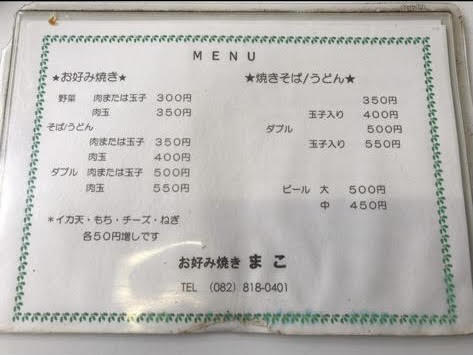 MENU
★お好み焼き★
野菜 肉または玉子 300円
肉玉 350円
そば/うどん
肉または玉子 350円
肉玉 400円
ダブル 肉または玉子 500円
肉玉 550円
＊イカ天・もち・チーズ・ねぎ
各50円増しです
★焼きそば/うどん★
350円
玉子入り 400円
ダブル 500円
玉子入り 550円
ビール 大 500円
中 450円
お好み焼き まこ
TEL (082) 818-0401